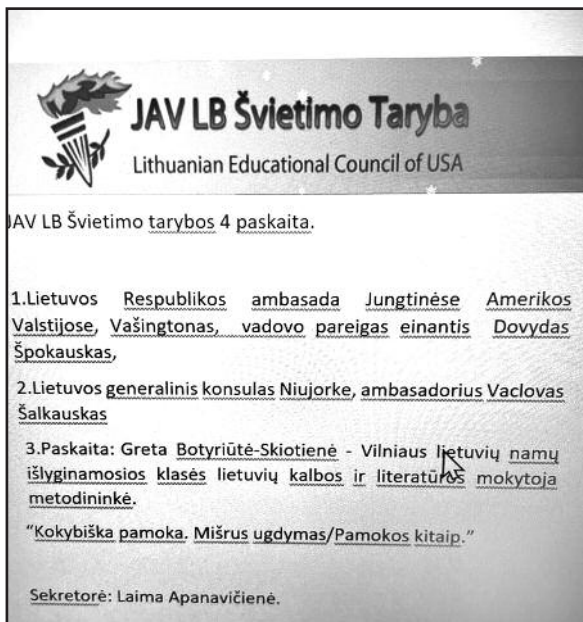 JAV LB Švietimo Taryba
Lithuanian Educational Council of USA
JAV LB Švietimo tarybos 4 paskaita.
1.Lietuvos Respublikos ambasada Jungtinėse Amerikos
Valstijose, Vašingtonas, vadovo pareigas einantis Dovydas
Špokauskas,
2.Lietuvos generalinis konsulas Niujorke, ambasadorius Vaclovas
Šalkauskas
3.Paskaita: Greta Botyriūtė-Skiotienė - Vilniaus lietuvių namų
išlyginamosios klasės lietuvių kalbos ir literatūros mokytoja
metodininkė.
"Kokybiška pamoka. Mišrus ugdymas/Pamokos kitaip."
Sekretorė: Laima Apanavičienė.